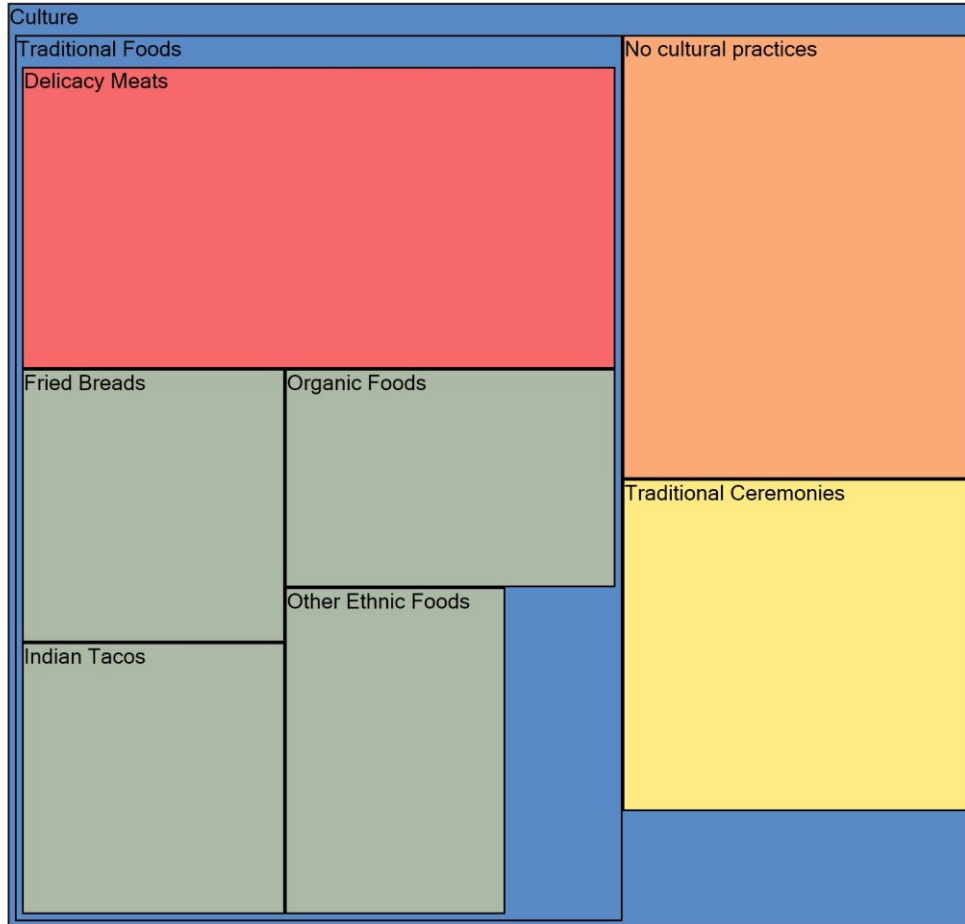 Culture
Traditional Foods
No cultural practices
Delicacy Meats
Fried Breads
Organic Foods
Traditional Ceremonies
Other Ethnic Foods
Indian Tacos